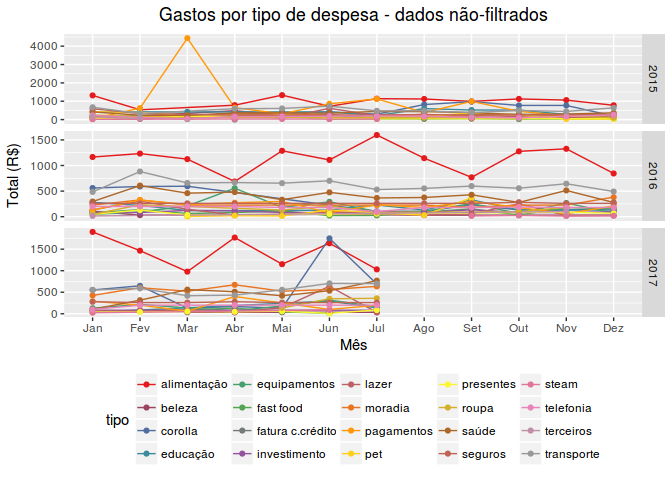 Gastos por tipo de despesa - dados não-filtrados
Total (R$)
4000
3000
2000
1000
0
2015
1500
1000
500
0
2016
1500
1000
500
0
2017
Jan Fev Mar Abr Mai Jun Jul Ago Set Out Nov Dez
Mês
tipo
alimentação equipamentos lazer presentes steam
beleza fast food moradia roupa telefonia
corolla fatura c.crédito pagamentos saúde terceiros
educação investimento pet seguros transporte